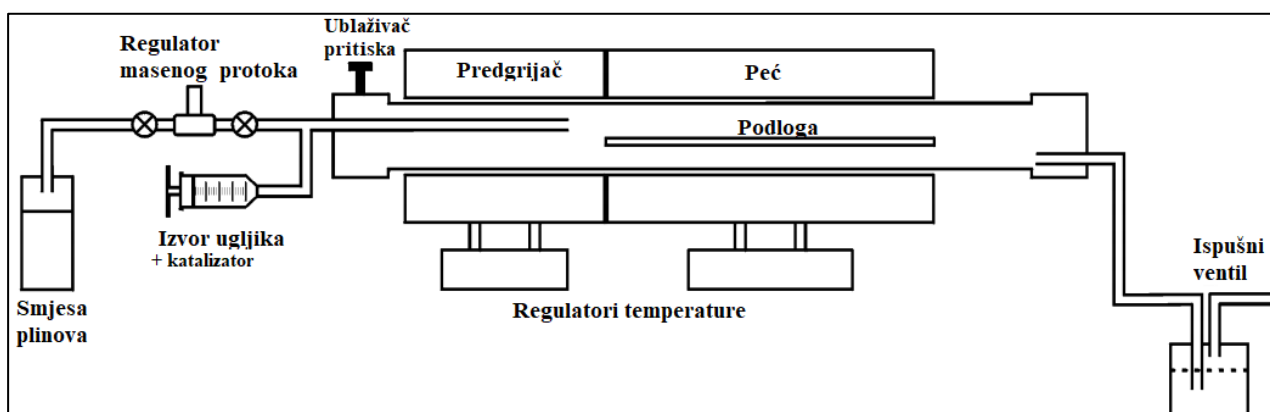 Ublaživač
pritiska
Regulator
masenog protoka
Predgrijač
Peć
Podloga
Izvor ugljika
+ katalizator
Smjesa
plinova
Regulatori temperature
Ispušni
ventil